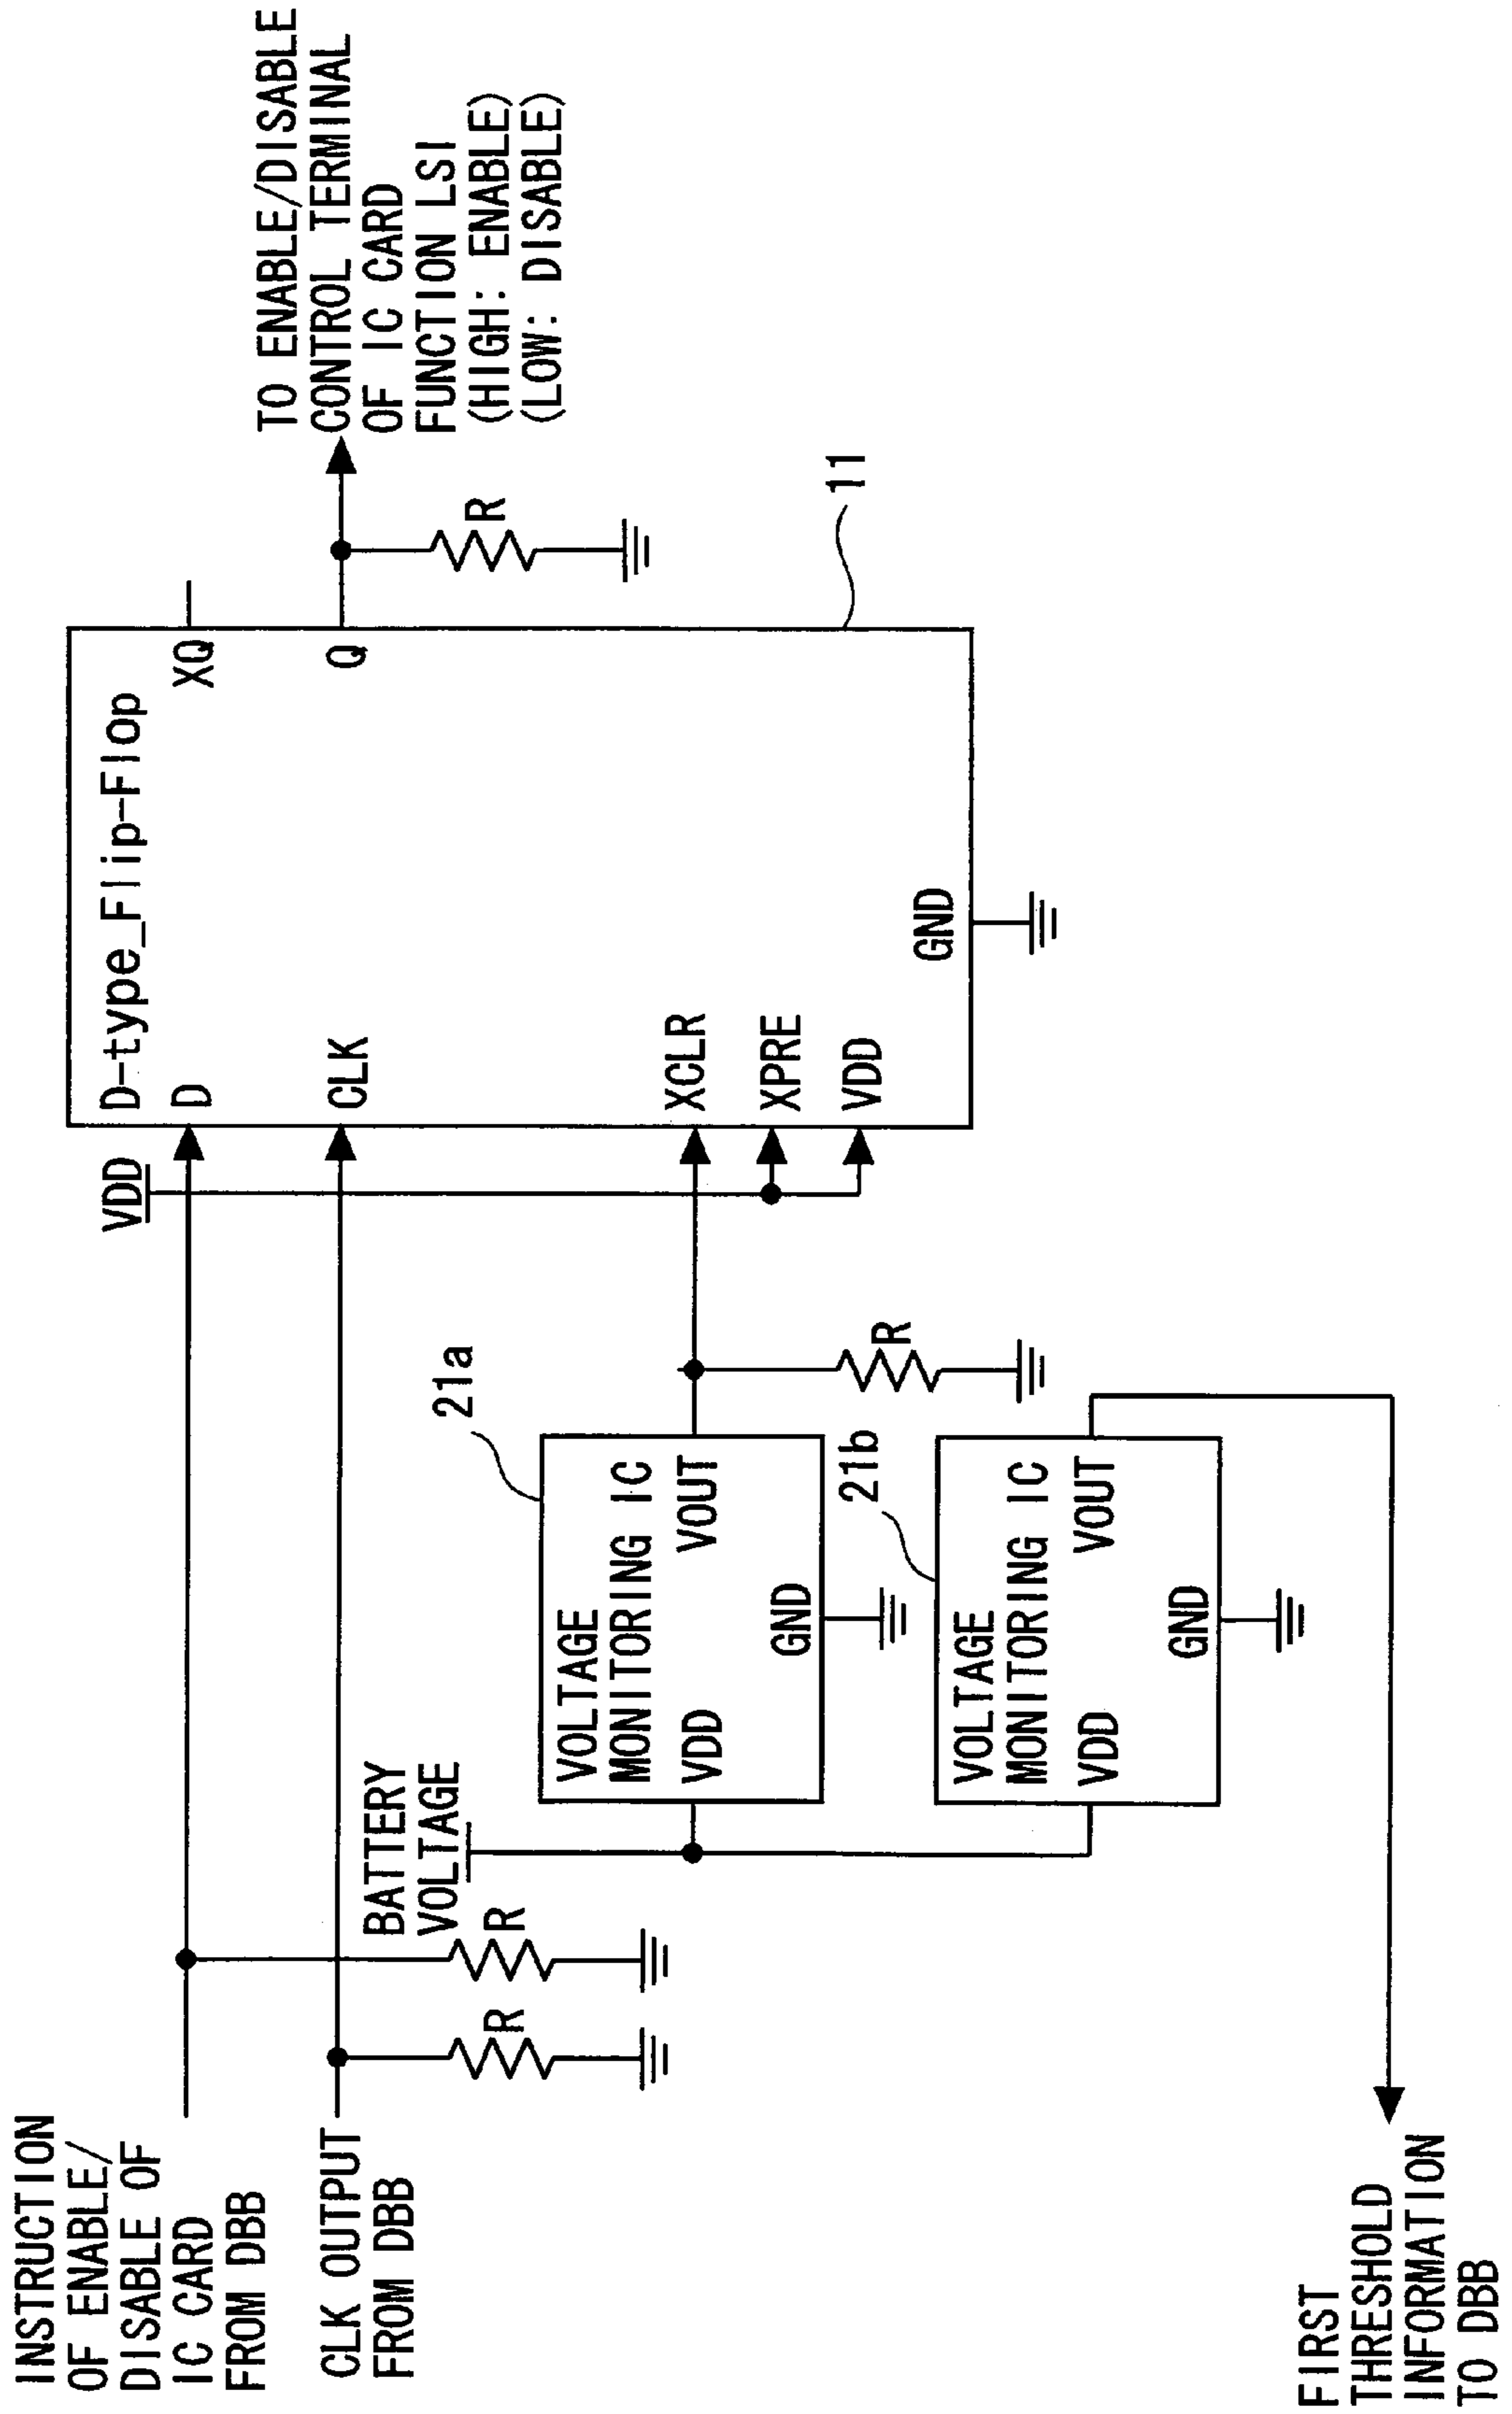 INSTRUCTION
OF ENABLE/
DISABLE OF
IC CARD
FROM DBB
CLK OUTPUT
FROM DBB
R
R
BATTERY
VOLTAGE
VDD
D-type_Flip-Flop
D
CLK
XCLR
XPRE
VDD
GND
XQ
Q
11
R
TO ENABLE/DISABLE
CONTROL TERMINAL
OF IC CARD
FUNCTION LSI
(HIGH: ENABLE)
(LOW: DISABLE)
21a
VOLTAGE
MONITORING IC
VDD
VOUT
GND
R
21b
VOLTAGE
MONITORING IC
VDD
VOUT
GND
FIRST
THRESHOLD
INFORMATION
TO DBB